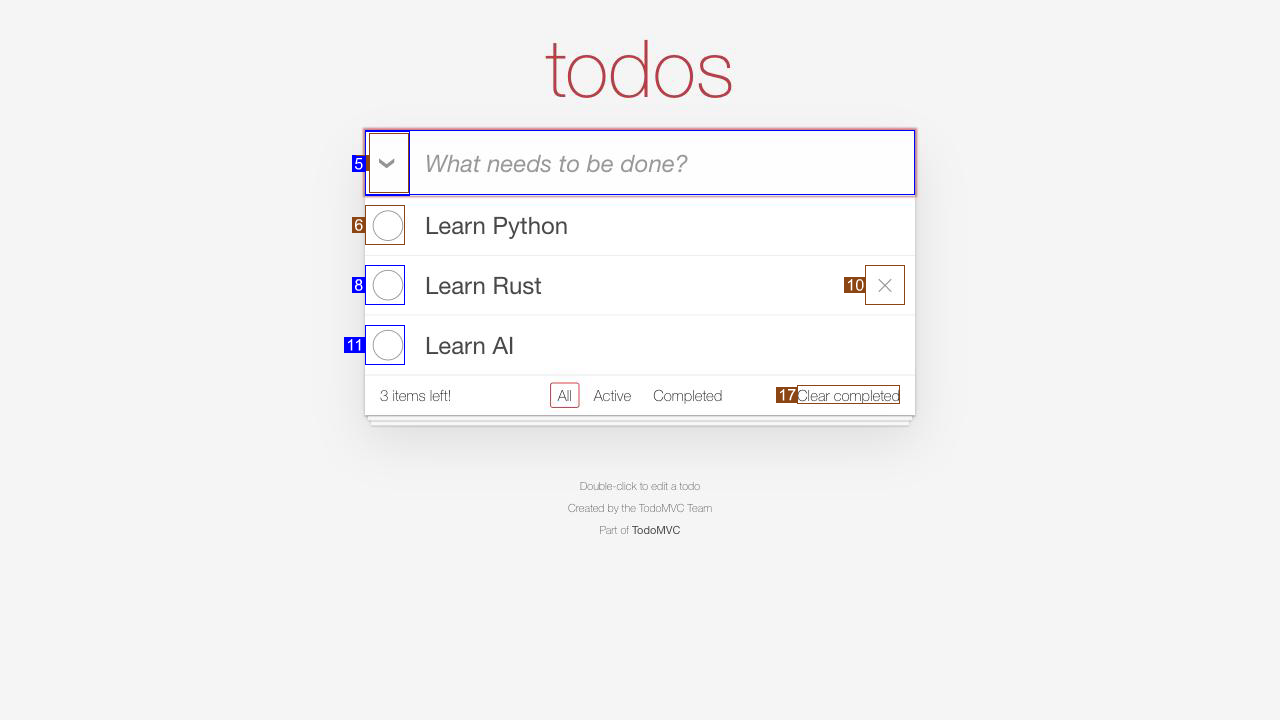 todos
5 What needs to be done?
6 Learn Python
8 Learn Rust 10
11 Learn AI
3 items left! All Active Completed 17 Clear completed
Double-click to edit a todo
Created by the TodoMVC Team
Part of TodoMVC